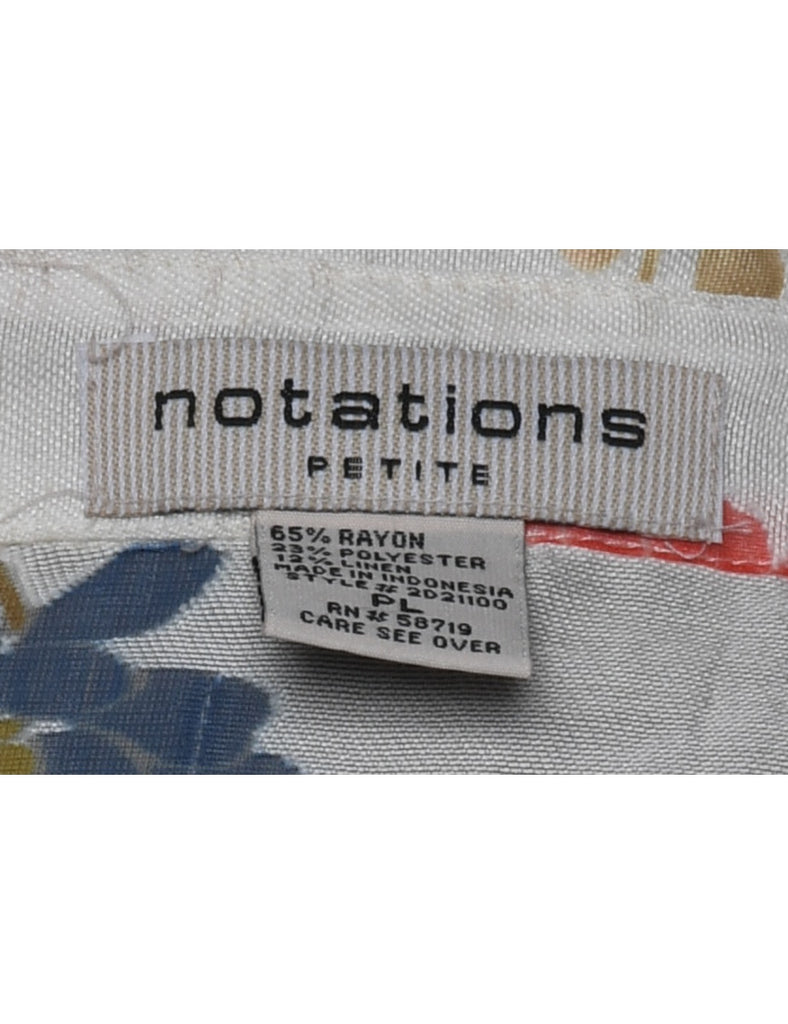 notations
PETITE
65% RAYON
23% POLYESTER
12% LINEN
MADE IN INDONESIA
STYLE # 2D21100
PL
RN# 58719
CARE SEE OVER